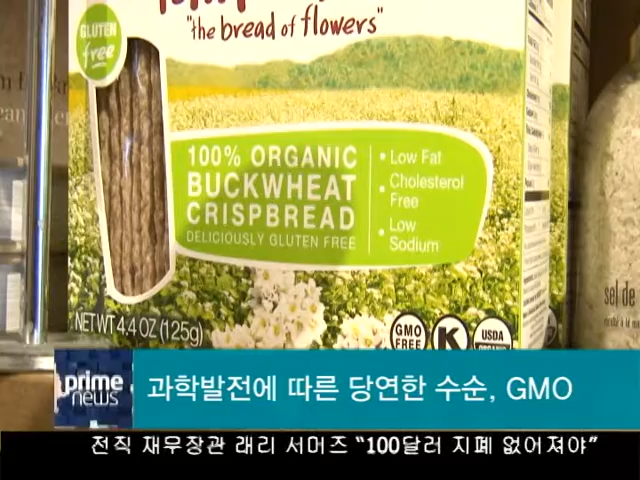 "the bread of flowers"
GLUTEN
free
100% ORGANIC
BUCKWHEAT
CRISPBREAD
DELICIOUSLY GLUTEN FREE
• Low Fat
• Cholesterol
Free
• Low
Sodium
NET WT 4.4 OZ (125g)
GMO
FREE
K
USDA
ORGANIC
sel de
prime
news
과학발전에 따른 당연한 수순, GMO
전직 재무장관 래리 서머즈 “100달러 지폐 없어져야”